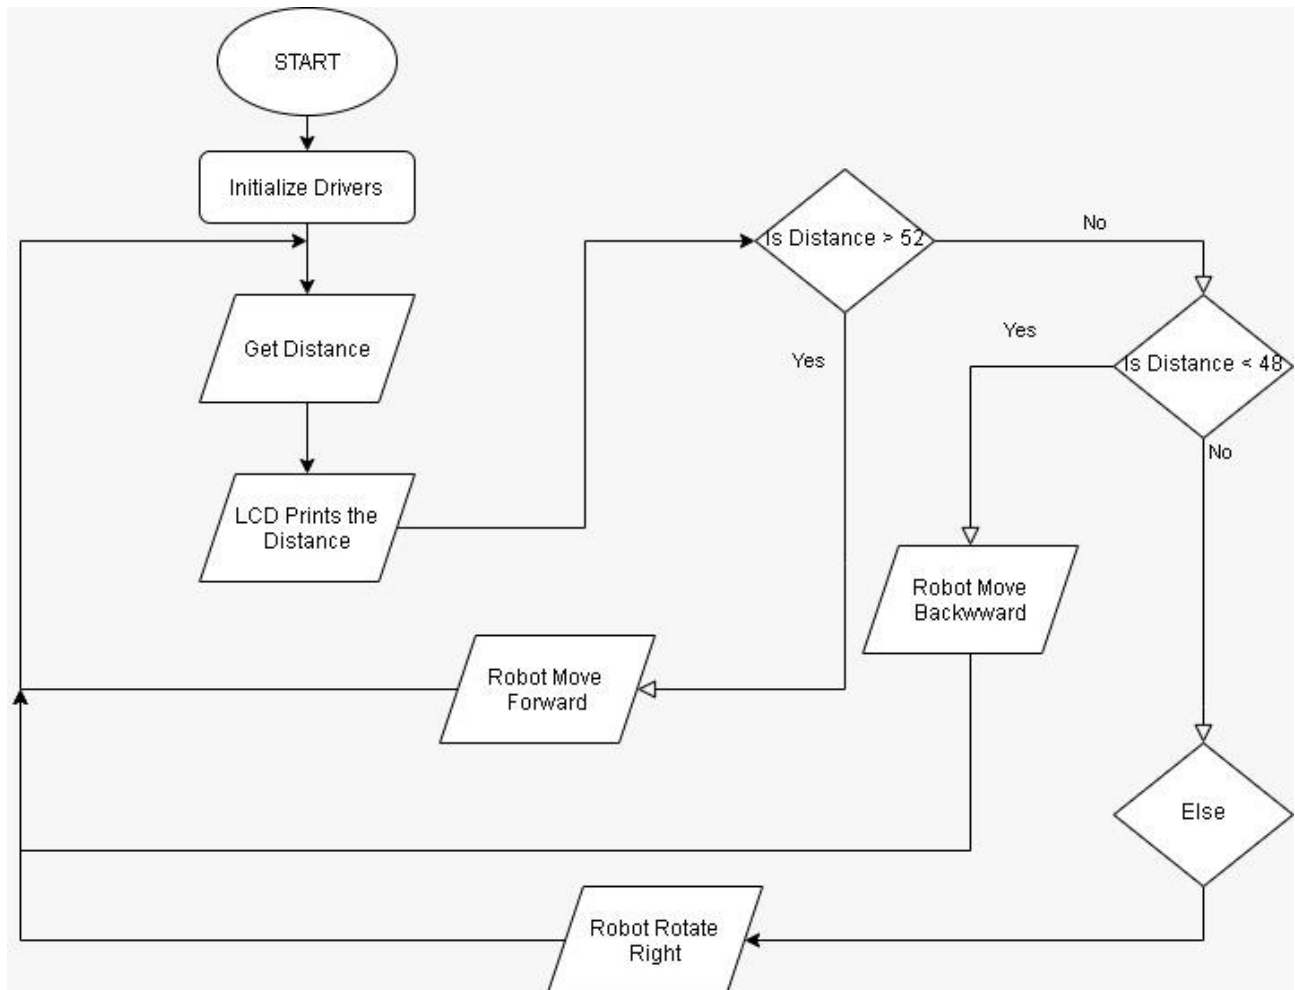 START
Initialize Drivers
Get Distance
LCD Prints the
Distance
Is Distance > 52
No
Yes
Is Distance < 48
Yes
No
Robot Move
Backwward
Robot Move
Forward
Else
Robot Rotate
Right